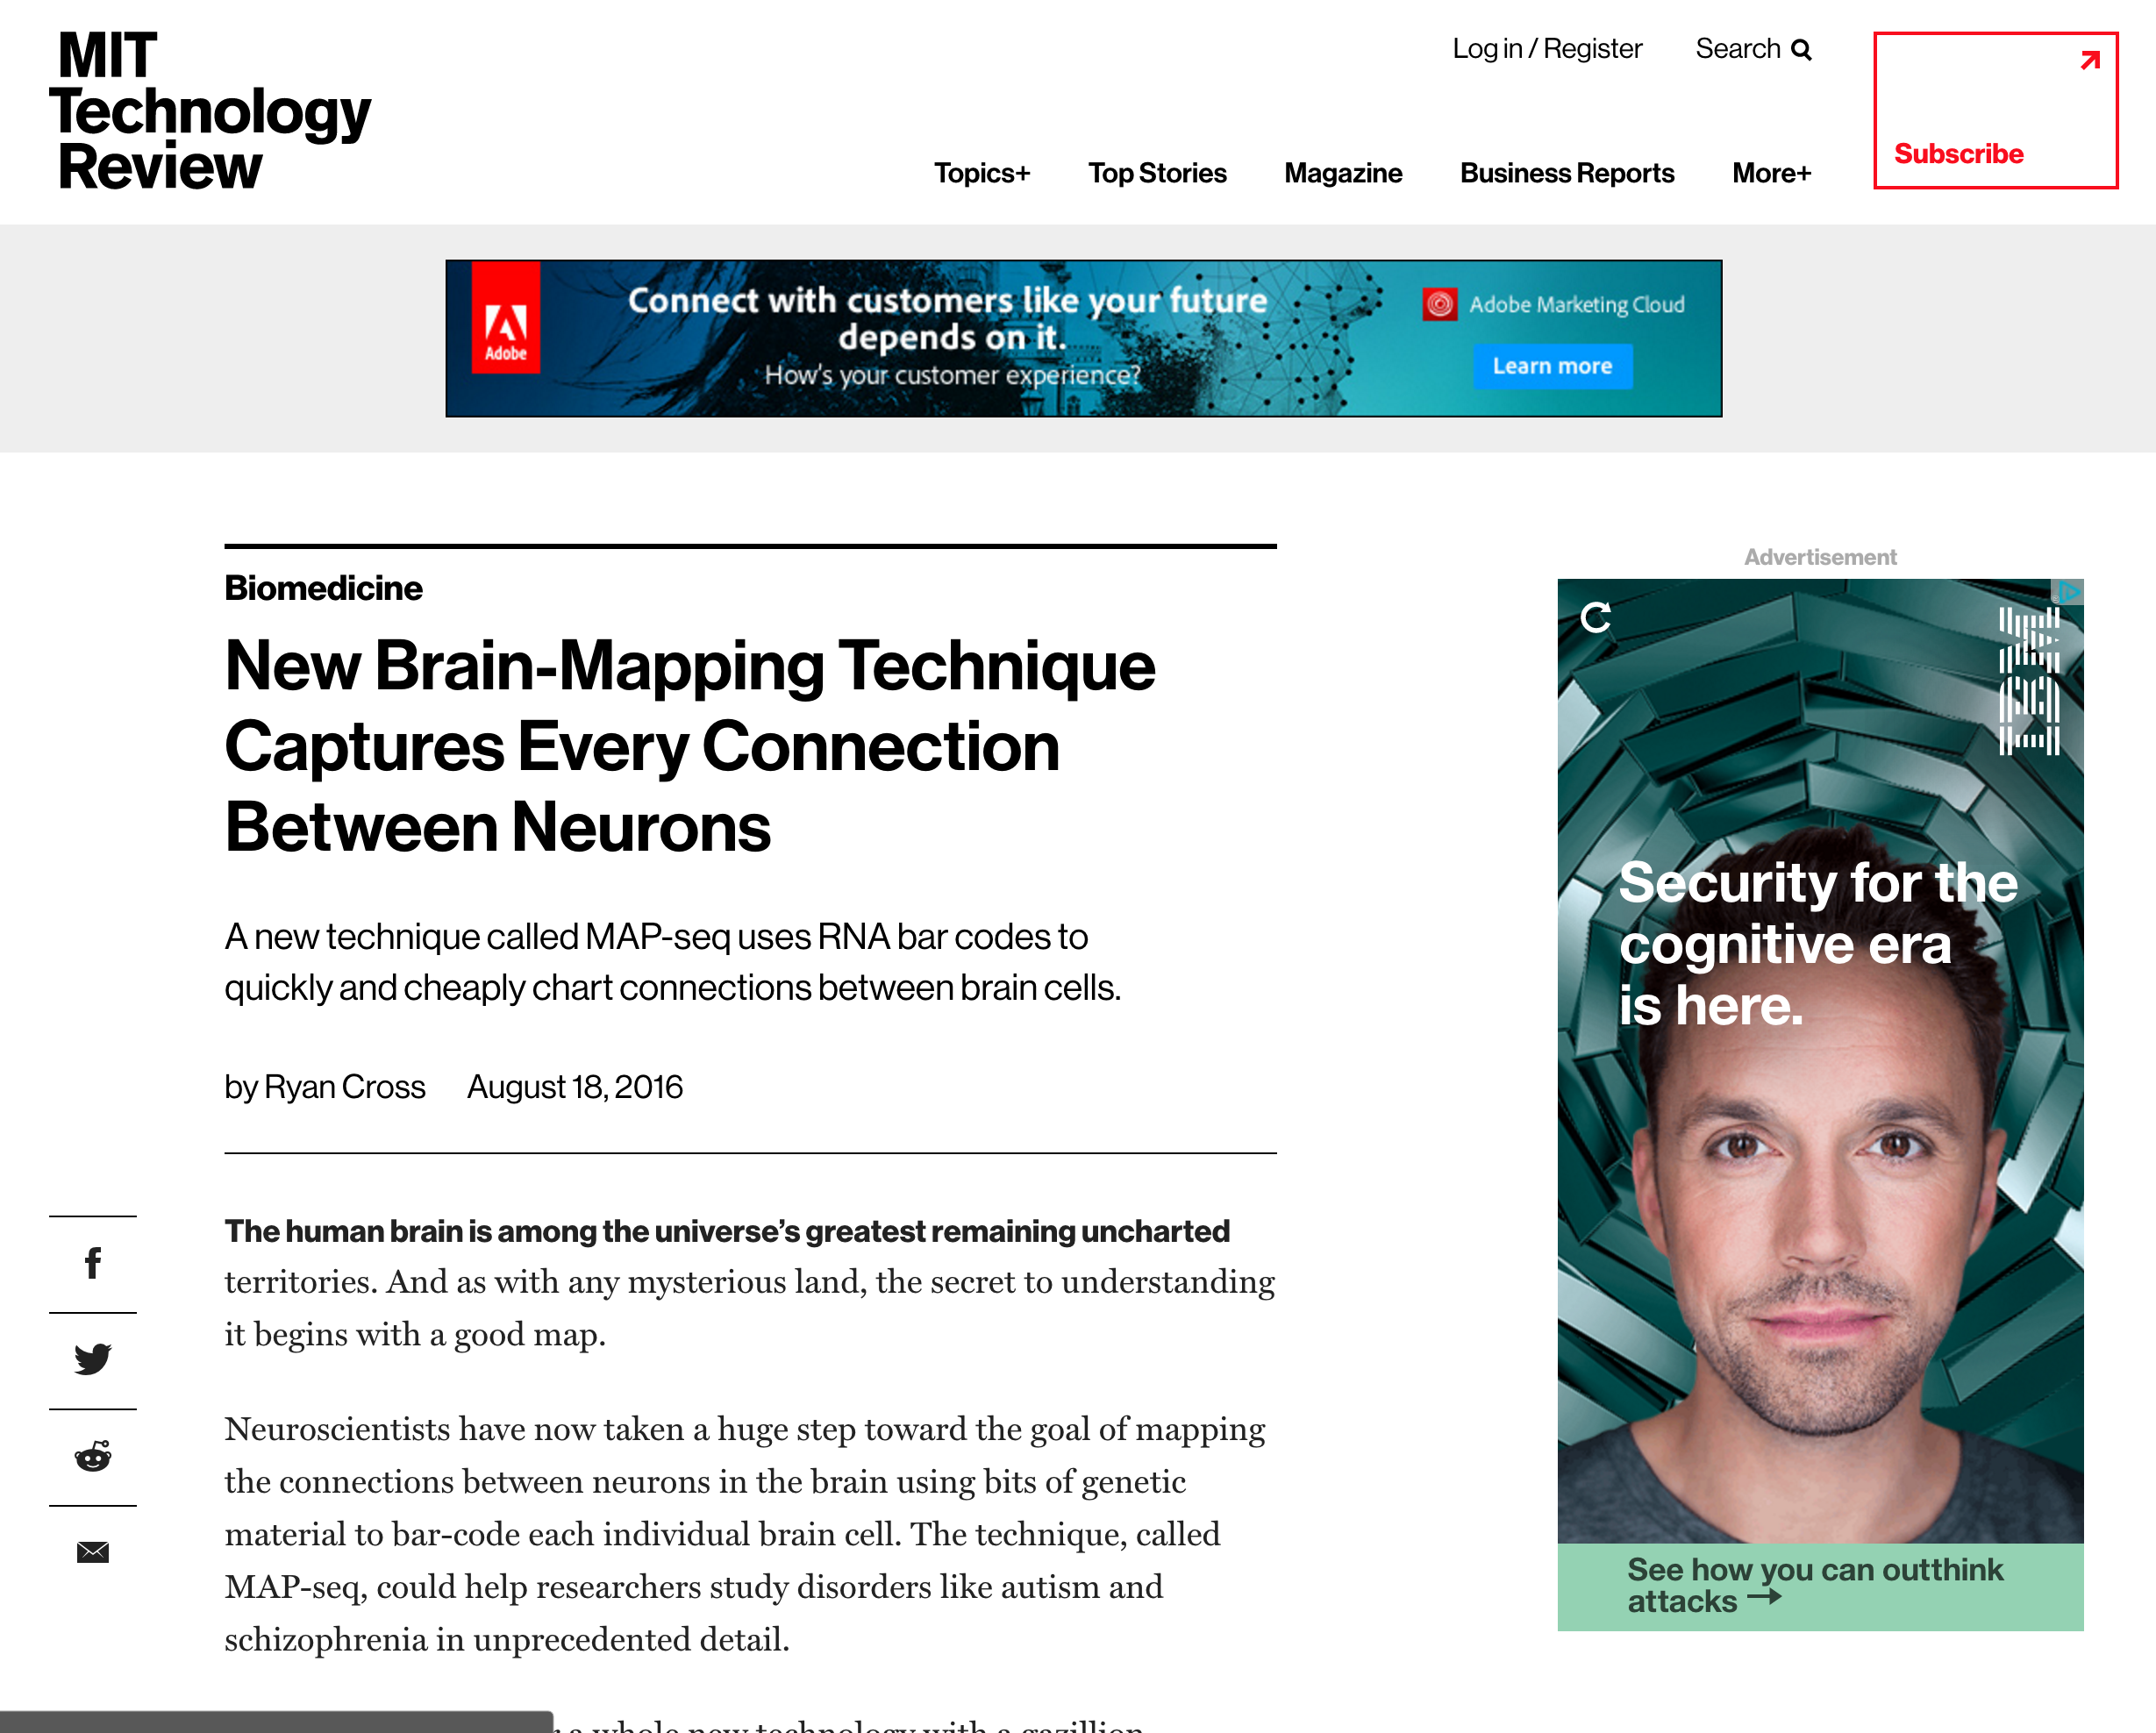 MIT
Technology
Review
Log in / Register
Search
Subscribe
Topics+
Top Stories
Magazine
Business Reports
More+
Adobe
Connect with customers like your future
depends on it.
How's your customer experience?
Adobe Marketing Cloud
Learn more
Biomedicine
New Brain-Mapping Technique
Captures Every Connection
Between Neurons
A new technique called MAP-seq uses RNA bar codes to
quickly and cheaply chart connections between brain cells.
by Ryan Cross
August 18, 2016
The human brain is among the universe’s greatest remaining uncharted
territories. And as with any mysterious land, the secret to understanding
it begins with a good map.
Neuroscientists have now taken a huge step toward the goal of mapping
the connections between neurons in the brain using bits of genetic
material to bar-code each individual brain cell. The technique, called
MAP-seq, could help researchers study disorders like autism and
schizophrenia in unprecedented detail.
a whole new technology with a gazillion
Advertisement
IBM
Security for the
cognitive era
is here.
See how you can outthink
attacks →